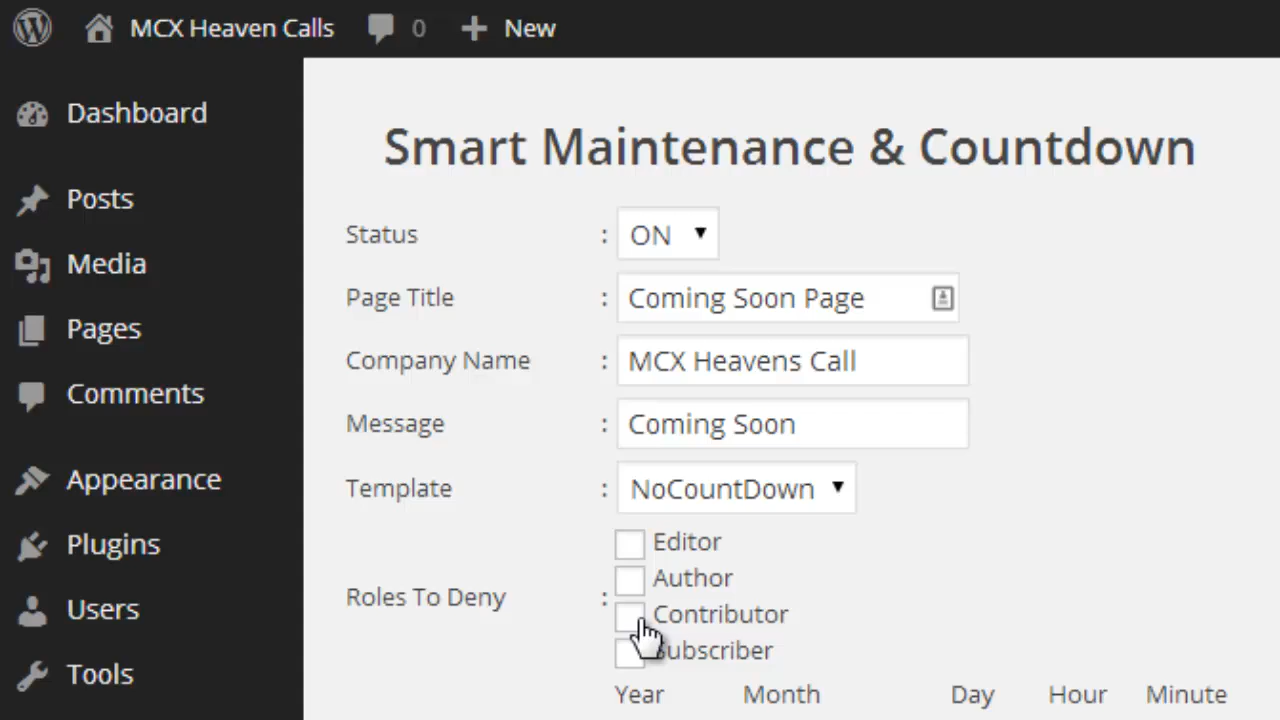 MCX Heaven Calls 0 New
Dashboard
Posts
Media
Pages
Comments
Appearance
Plugins
Users
Tools
Smart Maintenance & Countdown
Status : ON
Page Title : Coming Soon Page
Company Name : MCX Heavens Call
Message : Coming Soon
Template : NoCountDown
Roles To Deny :
Editor
Author
Contributor
Subscriber
Year Month Day Hour Minute